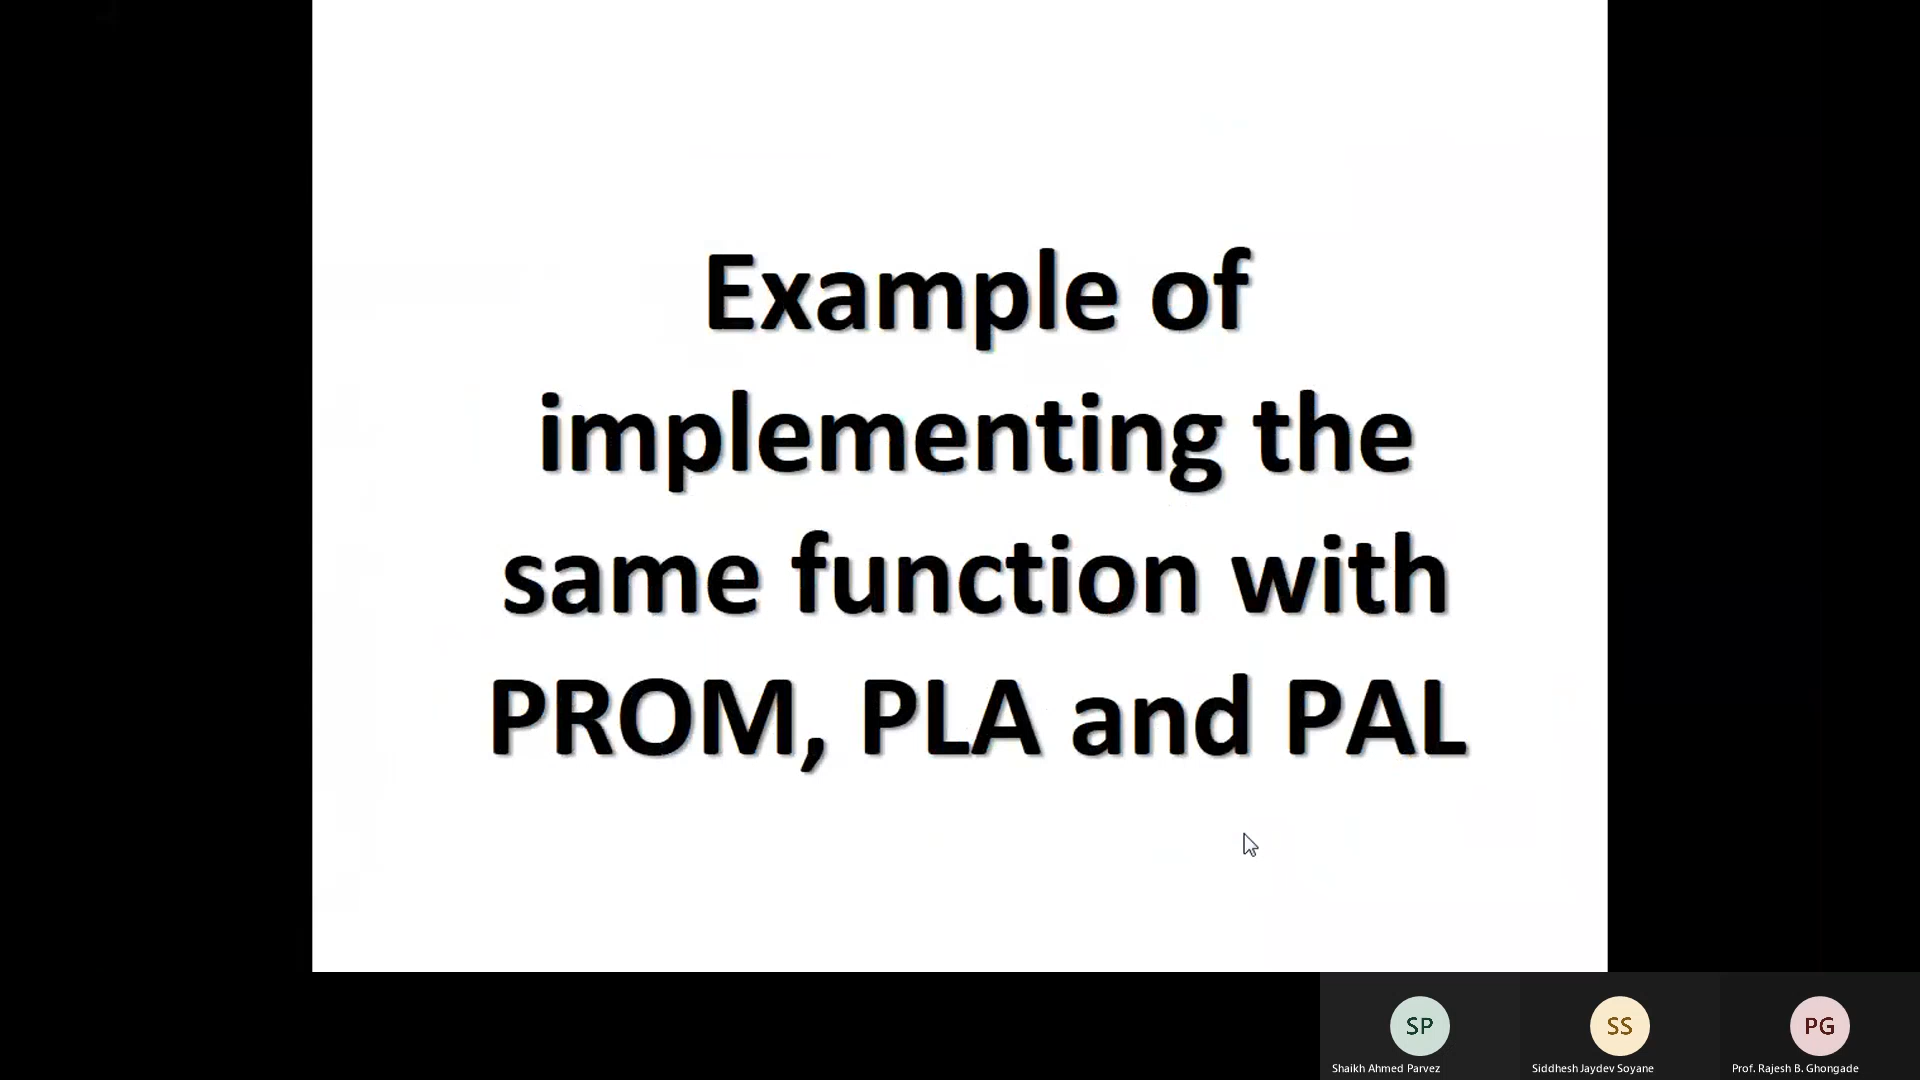 Example of
implementing the
same function with
PROM, PLA and PAL
SP
SS
PG
Shaikh Ahmed Parvez
Siddhesh Jaydev Soyane
Prof. Rajesh B. Ghongade